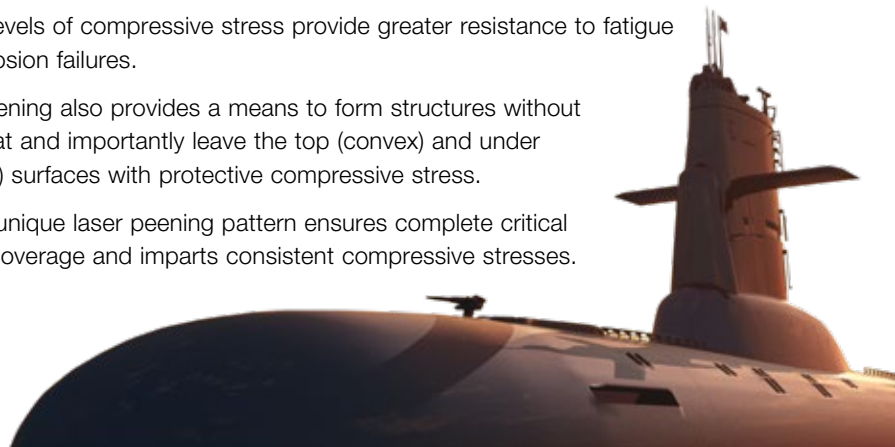 evels of compressive stress provide greater resistance to fatigue
osion failures.
ening also provides a means to form structures without
at and importantly leave the top (convex) and under
) surfaces with protective compressive stress.
unique laser peening pattern ensures complete critical
overage and imparts consistent compressive stresses.